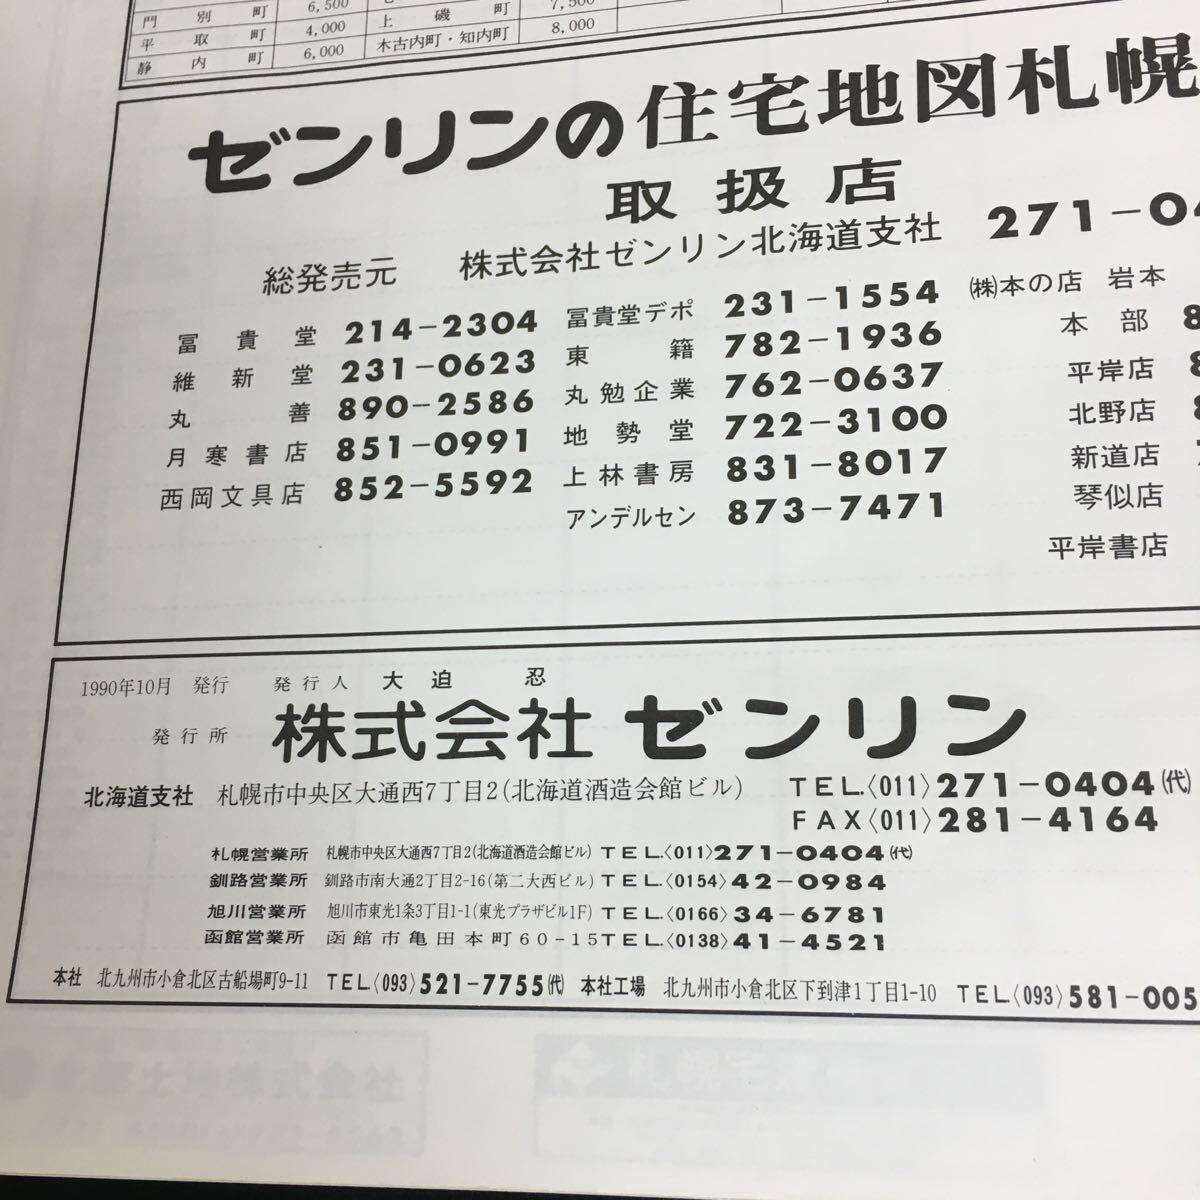 門別町 6,500
平取町 4,000 上磯町 7,500
静内町 6,000 木古内町・知内町 8,000
ゼンリンの住宅地図札幌
取扱店
総発売元 株式会社ゼンリン北海道支社 271-04
冨貴堂 214-2304 冨貴堂デポ 231-1554 ㈱本の店 岩本
維新堂 231-0623 東籍 782-1936 本部 8
丸善 890-2586 丸勉企業 762-0637 平岸店 8
月寒書店 851-0991 地勢堂 722-3100 北野店 8
西岡文具店 852-5592 上林書房 831-8017 新道店 7
アンデルセン 873-7471 琴似店
平岸書店
1990年10月 発行 発行人 大迫 忍
発行所 株式会社ゼンリン
北海道支社 札幌市中央区大通西7丁目2(北海道酒造会館ビル) TEL.〈011〉271-0404(代)
FAX〈011〉281-4164
札幌営業所 札幌市中央区大通西7丁目2(北海道酒造会館ビル) TEL.〈011〉271-0404(代)
釧路営業所 釧路市南大通2丁目2-16(第二大西ビル) TEL.〈0154〉42-0984
旭川営業所 旭川市東光1条3丁目1-1(東光プラザビル1F) TEL.〈0166〉34-6781
函館営業所 函館市亀田本町60-15 TEL.〈0138〉41-4521
本社 北九州市小倉北区古船場町9-11 TEL〈093〉521-7755(代) 本社工場 北九州市小倉北区下到津1丁目1-10 TEL〈093〉581-005